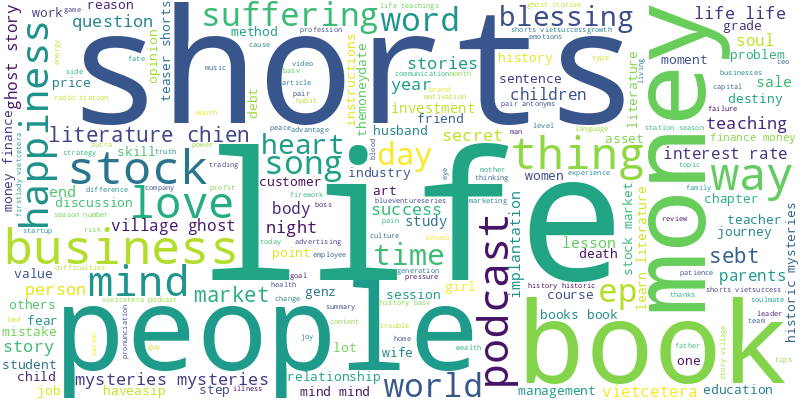 work game reason
question
suffering
life teachings
ghost stories
blessing
life life
grade
money finance
ghost story
happiness
shorts
method
cause
profession
word
shorts vietsuccess growth
emotions
soul
energy
fate
opinion
teaser shorts
video
instructions
stories
history
type
moment
problem
side
price
debt
article
pair
habit
basv
themoneydate
communication month
year
brand
motivation
sentence
children
literature
living
businesses
ceo
sale
radio station
mouth
investment
pair antonyms
capital
destiny
literature chien
peace
advantage
husband
friend
secret
man
level
language
failure
station season
teaching
firstlady vietcetera
strategy
sutra
skill
truth
power
heart
song
day
thing
asset
finance money
money
end
stock
difference
trading
blood
industry
eye
mother
thinking
women
experience
topic
interest rate
way
discussion
company
profit
customer
art
blueventureseries
family
love
life
firework
boss
body
success
marketing
implantation
stock market
learn literature
chapter
season number
startup
risk
village ghost
night
pain
study
school
lesson
death
review
teacher
journey
historic mysteries
business
today
advertising
culture
time
podcast
patience
sebt
value
difficulties
mind
point
employee
goal
generation
pressure
history historic
ep
parents
person
market
health
genz
session
girl
course
thanks
shorts vietsuccess
others
vietcetera podcast
change
history basv
books book
soulmate
mistake
fear
people
summary
content
trouble
book
leader
team
story
bed
career
pronunciation
guy
music
joy
home
wife
story village
father
one
student
lot
wealth
tips
child
mysteries mysteries
relationship
world
job
haveasip
step
illness
mind mind
management
vietcetera
education